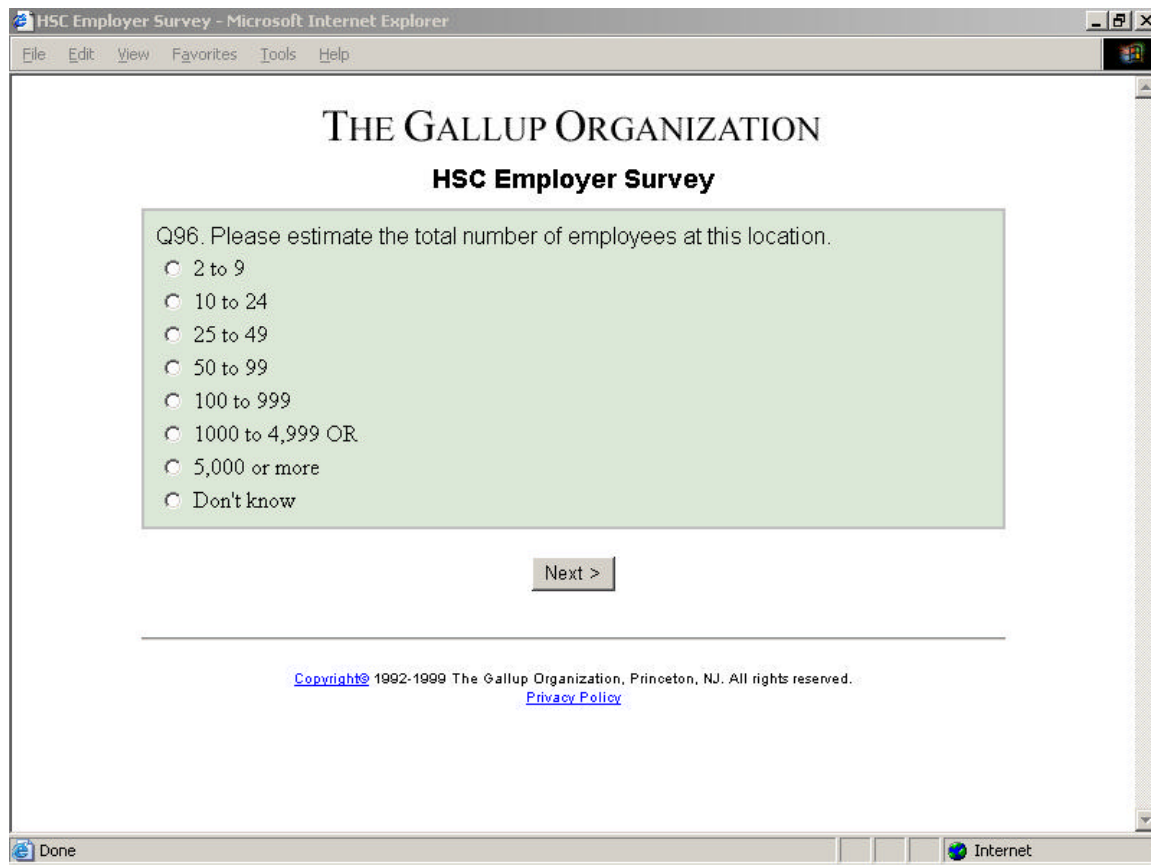 HSC Employer Survey - Microsoft Internet Explorer
File Edit View Favorites Tools Help
THE GALLUP ORGANIZATION
HSC Employer Survey
Q96. Please estimate the total number of employees at this location.
2 to 9
10 to 24
25 to 49
50 to 99
100 to 999
1000 to 4,999 OR
5,000 or more
Don't know
Next >
Copyright© 1992-1999 The Gallup Organization, Princeton, NJ. All rights reserved.
Privacy Policy
Done Internet